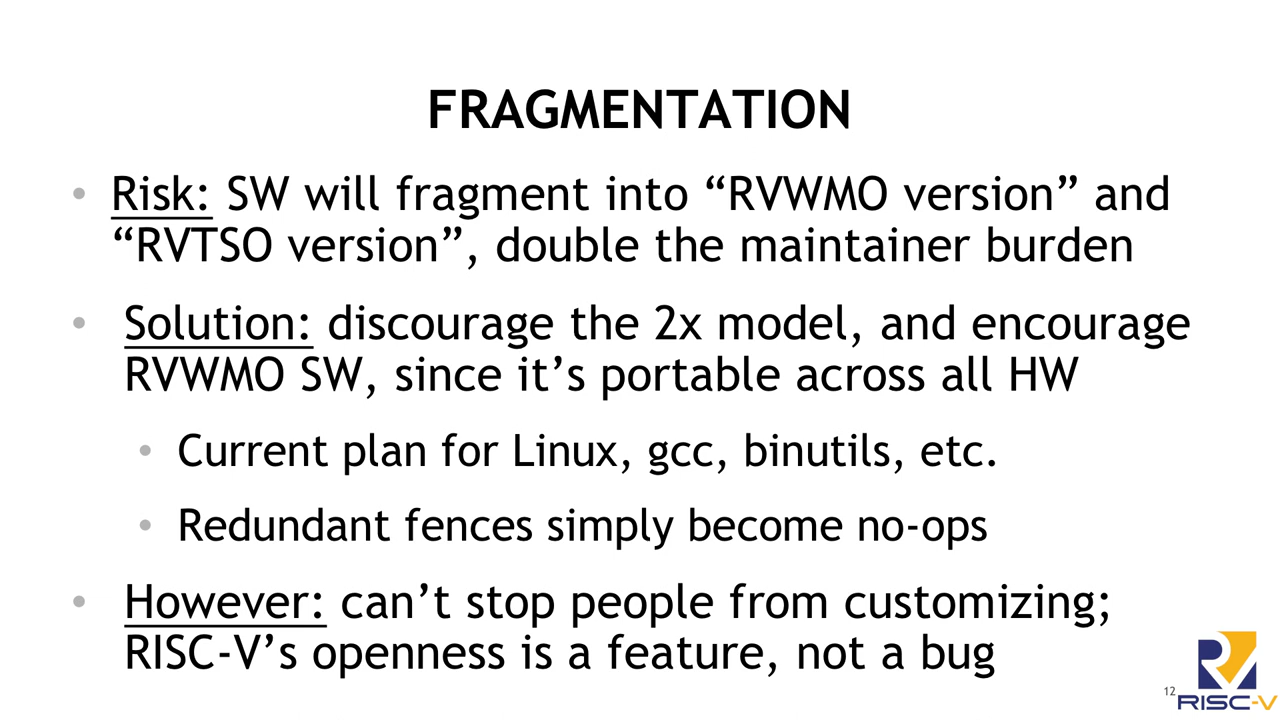 FRAGMENTATION
• Risk: SW will fragment into “RVWMO version” and
“RVTSO version”, double the maintainer burden
• Solution: discourage the 2x model, and encourage
RVWMO SW, since it’s portable across all HW
• Current plan for Linux, gcc, binutils, etc.
• Redundant fences simply become no-ops
• However: can’t stop people from customizing;
RISC-V’s openness is a feature, not a bug
12
RISC-V